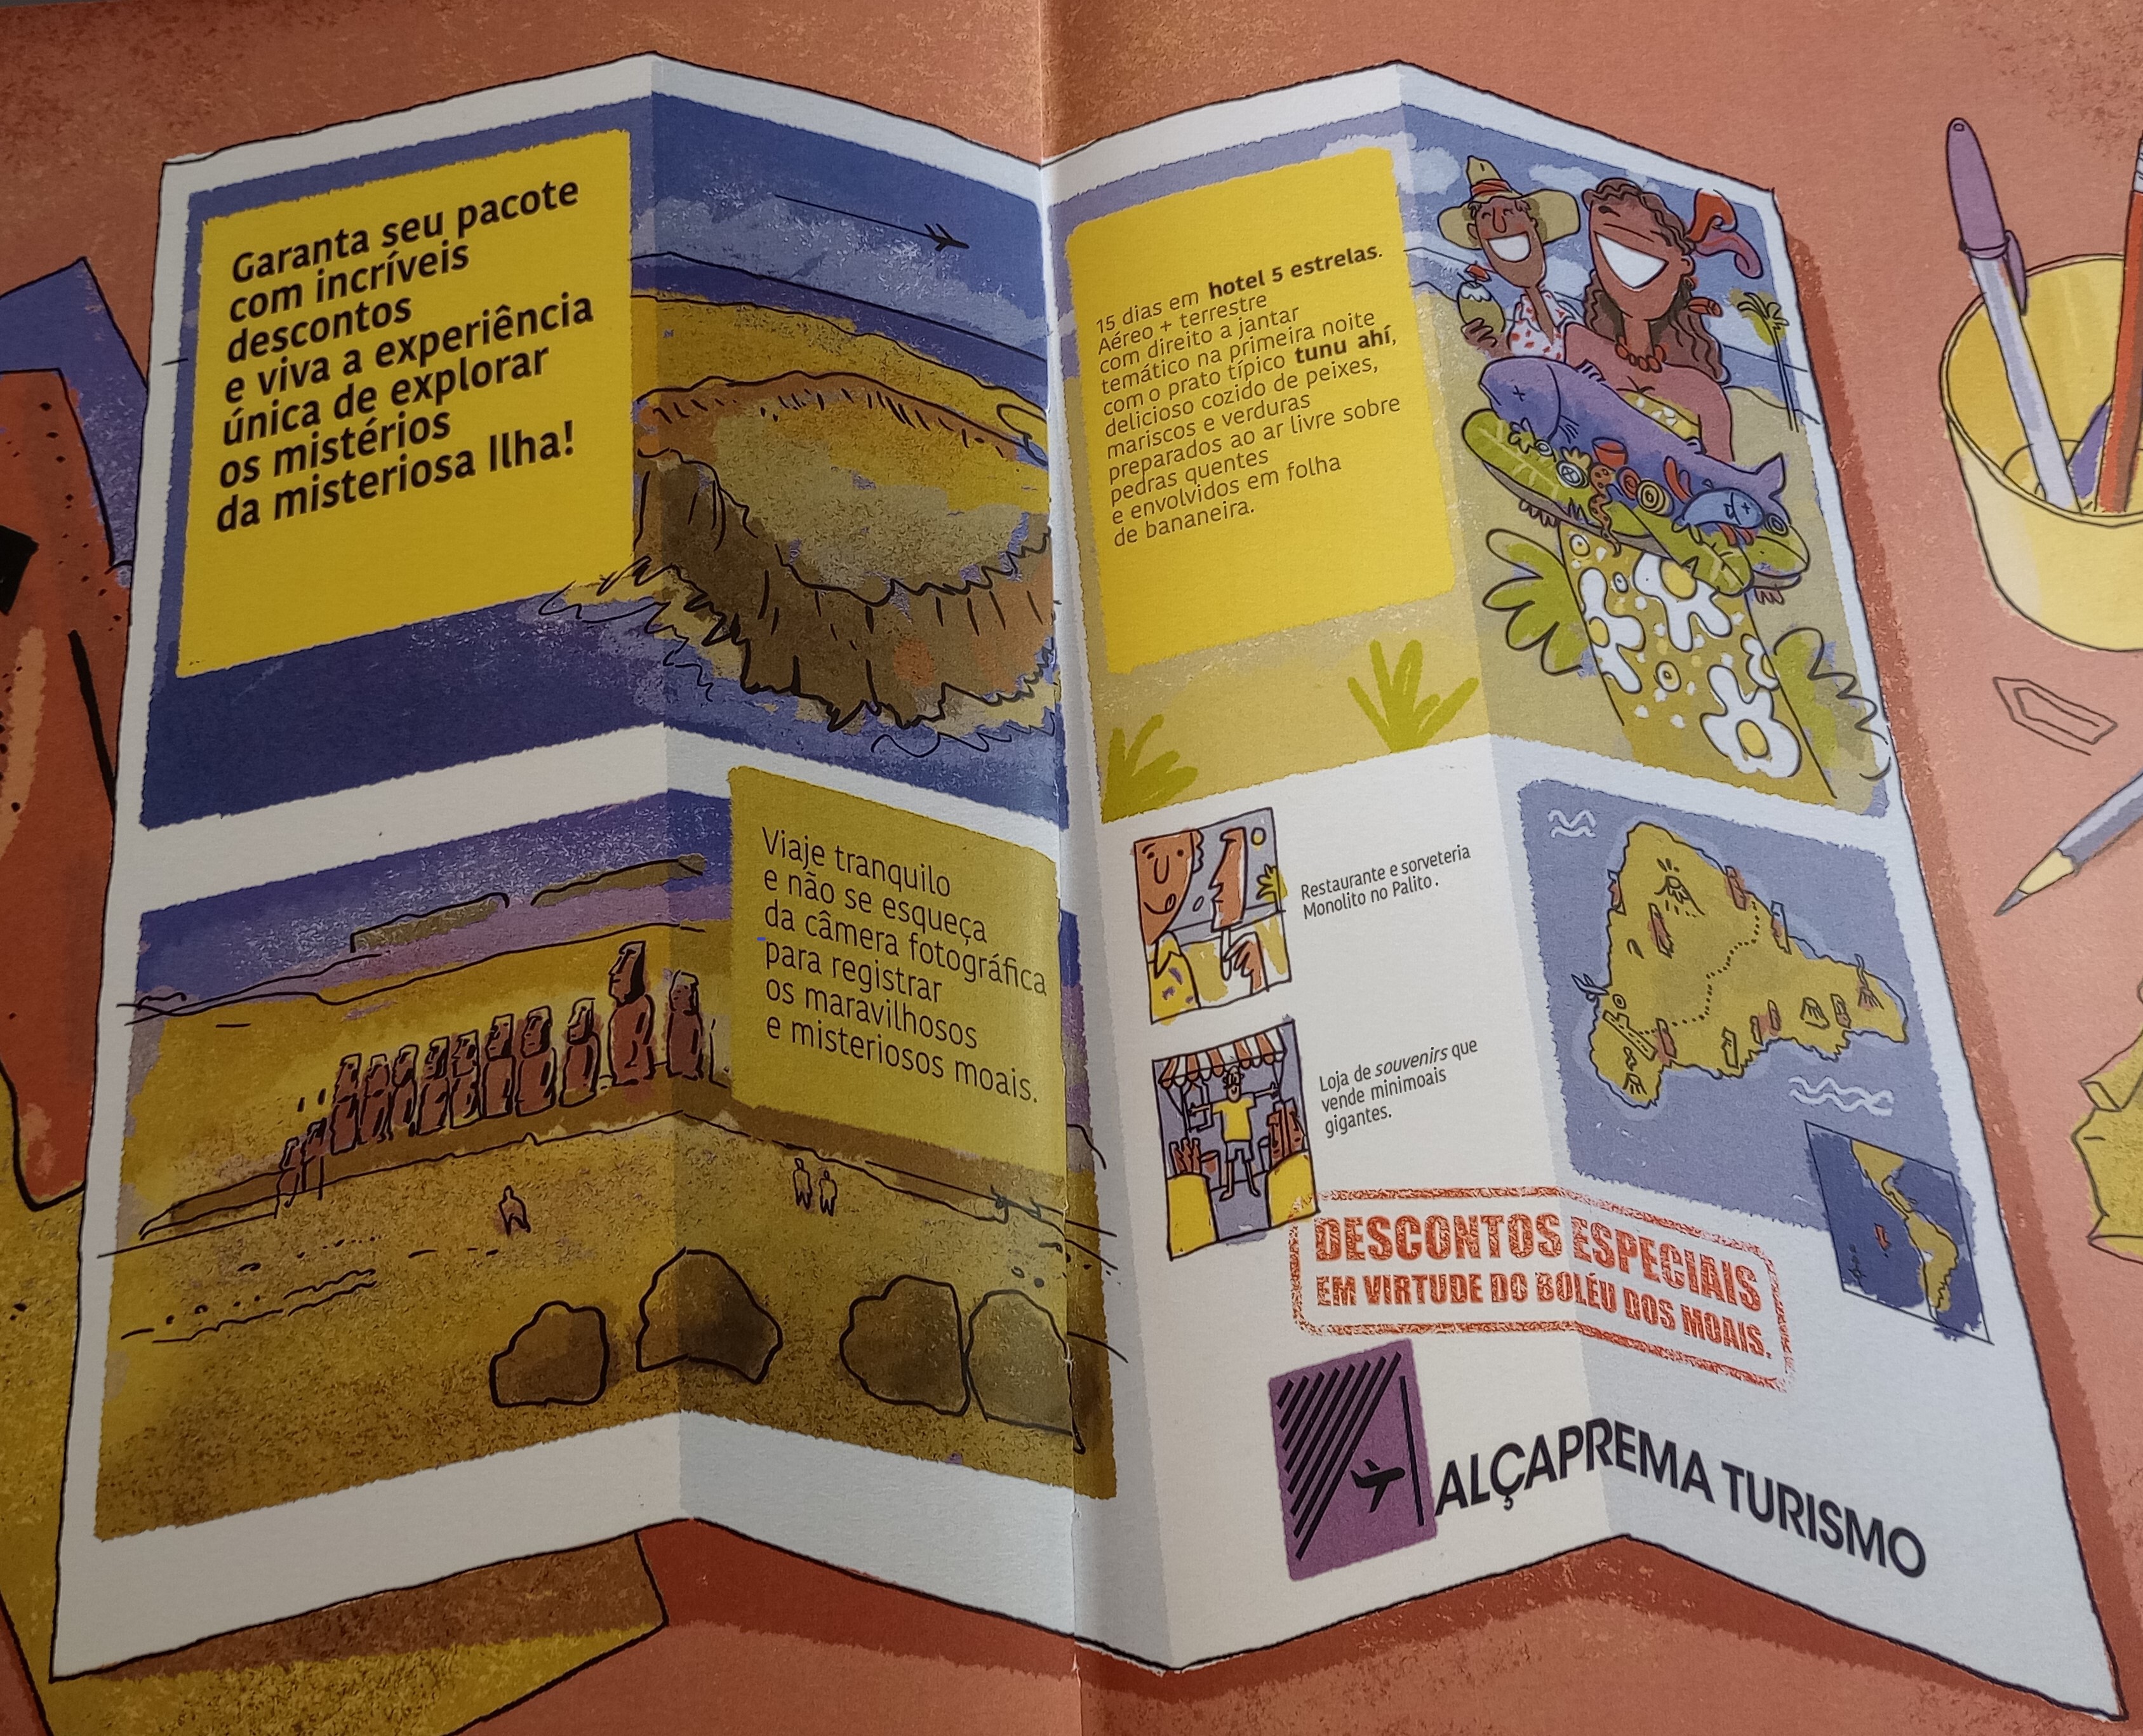 Garanta seu pacote
com incríveis
descontos
e viva a experiência
única de explorar
os mistérios
da misteriosa Ilha!
Viaje tranquilo
e não se esqueça
da câmera fotográfica
para registrar
os maravilhosos
e misteriosos moais.
15 dias em hotel 5 estrelas.
Aéreo + terrestre
com direito a jantar
temático na primeira noite
com o prato típico tunu ahí,
delicioso cozido de peixes,
mariscos e verduras
preparados ao ar livre sobre
pedras quentes
e envolvidos em folha
de bananeira.
Restaurante e sorveteria
Monolito no Palito.
Loja de souvenirs que
vende minimoais
gigantes.
DESCONTOS ESPECIAIS
EM VIRTUDE DO BOLÉU DOS MOAIS.
ALÇAPREMA TURISMO